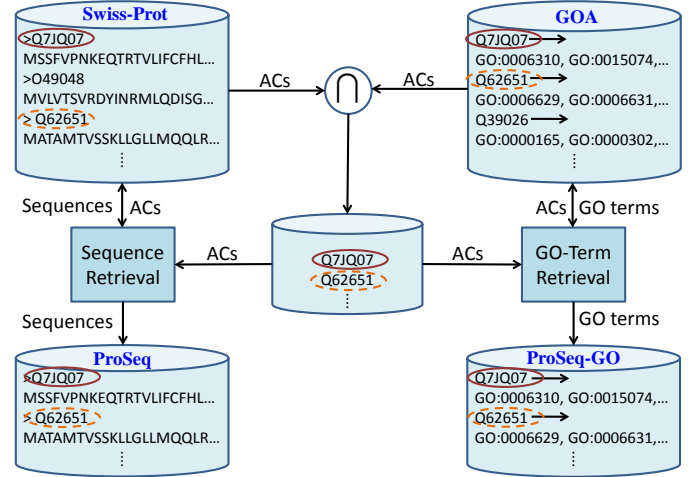 Swiss-Prot
>Q7JQ07
MSSFVPNKEQTRTVLIFCFHL...
>O49048
MVLVTSVRDYINRMLQDISG...
> Q62651
MATAMTVSSKLLGLLMQQLR...
⋮
GOA
Q7JQ07
GO:0006310, GO:0015074,...
Q62651
GO:0006629, GO:0006631,...
Q39026
GO:0000165, GO:0000302,...
⋮
ACs
⋂
ACs
Sequences
ACs
ACs
GO terms
Sequence
Retrieval
ACs
Q7JQ07
Q62651
⋮
ACs
GO-Term
Retrieval
Sequences
GO terms
ProSeq
>Q7JQ07
MSSFVPNKEQTRTVLIFCFHL...
> Q62651
MATAMTVSSKLLGLLMQQLR...
⋮
ProSeq-GO
Q7JQ07
GO:0006310, GO:0015074,...
Q62651
GO:0006629, GO:0006631,...
⋮